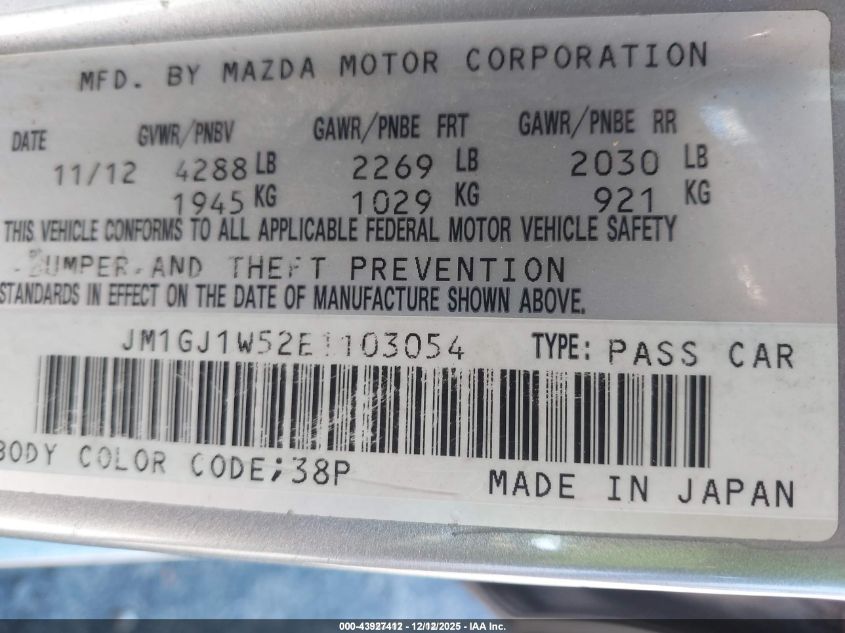 MFD. BY MAZDA MOTOR CORPORATION
DATE GVWR/PNBV GAWR/PNBE FRT GAWR/PNBE RR
11/12 4288 LB 2269 LB 2030 LB
1945 KG 1029 KG 921 KG
THIS VEHICLE CONFORMS TO ALL APPLICABLE FEDERAL MOTOR VEHICLE SAFETY
BUMPER AND THEFT PREVENTION
STANDARDS IN EFFECT ON THE DATE OF MANUFACTURE SHOWN ABOVE.
JM1GJ1W52E1103054 TYPE: PASS CAR
BODY COLOR CODE;38P
MADE IN JAPAN
000-43927412 - 12/12/2025 - IAA Inc.